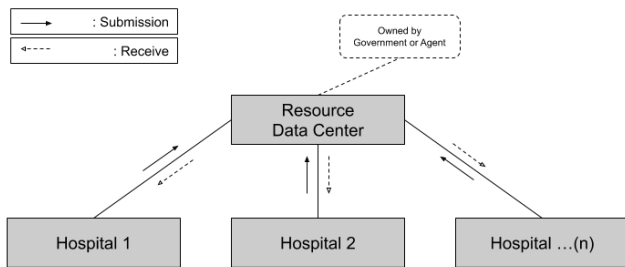 : Submission
: Receive
Owned by
Government or Agent
Resource
Data Center
Hospital 1
Hospital 2
Hospital ...(n)